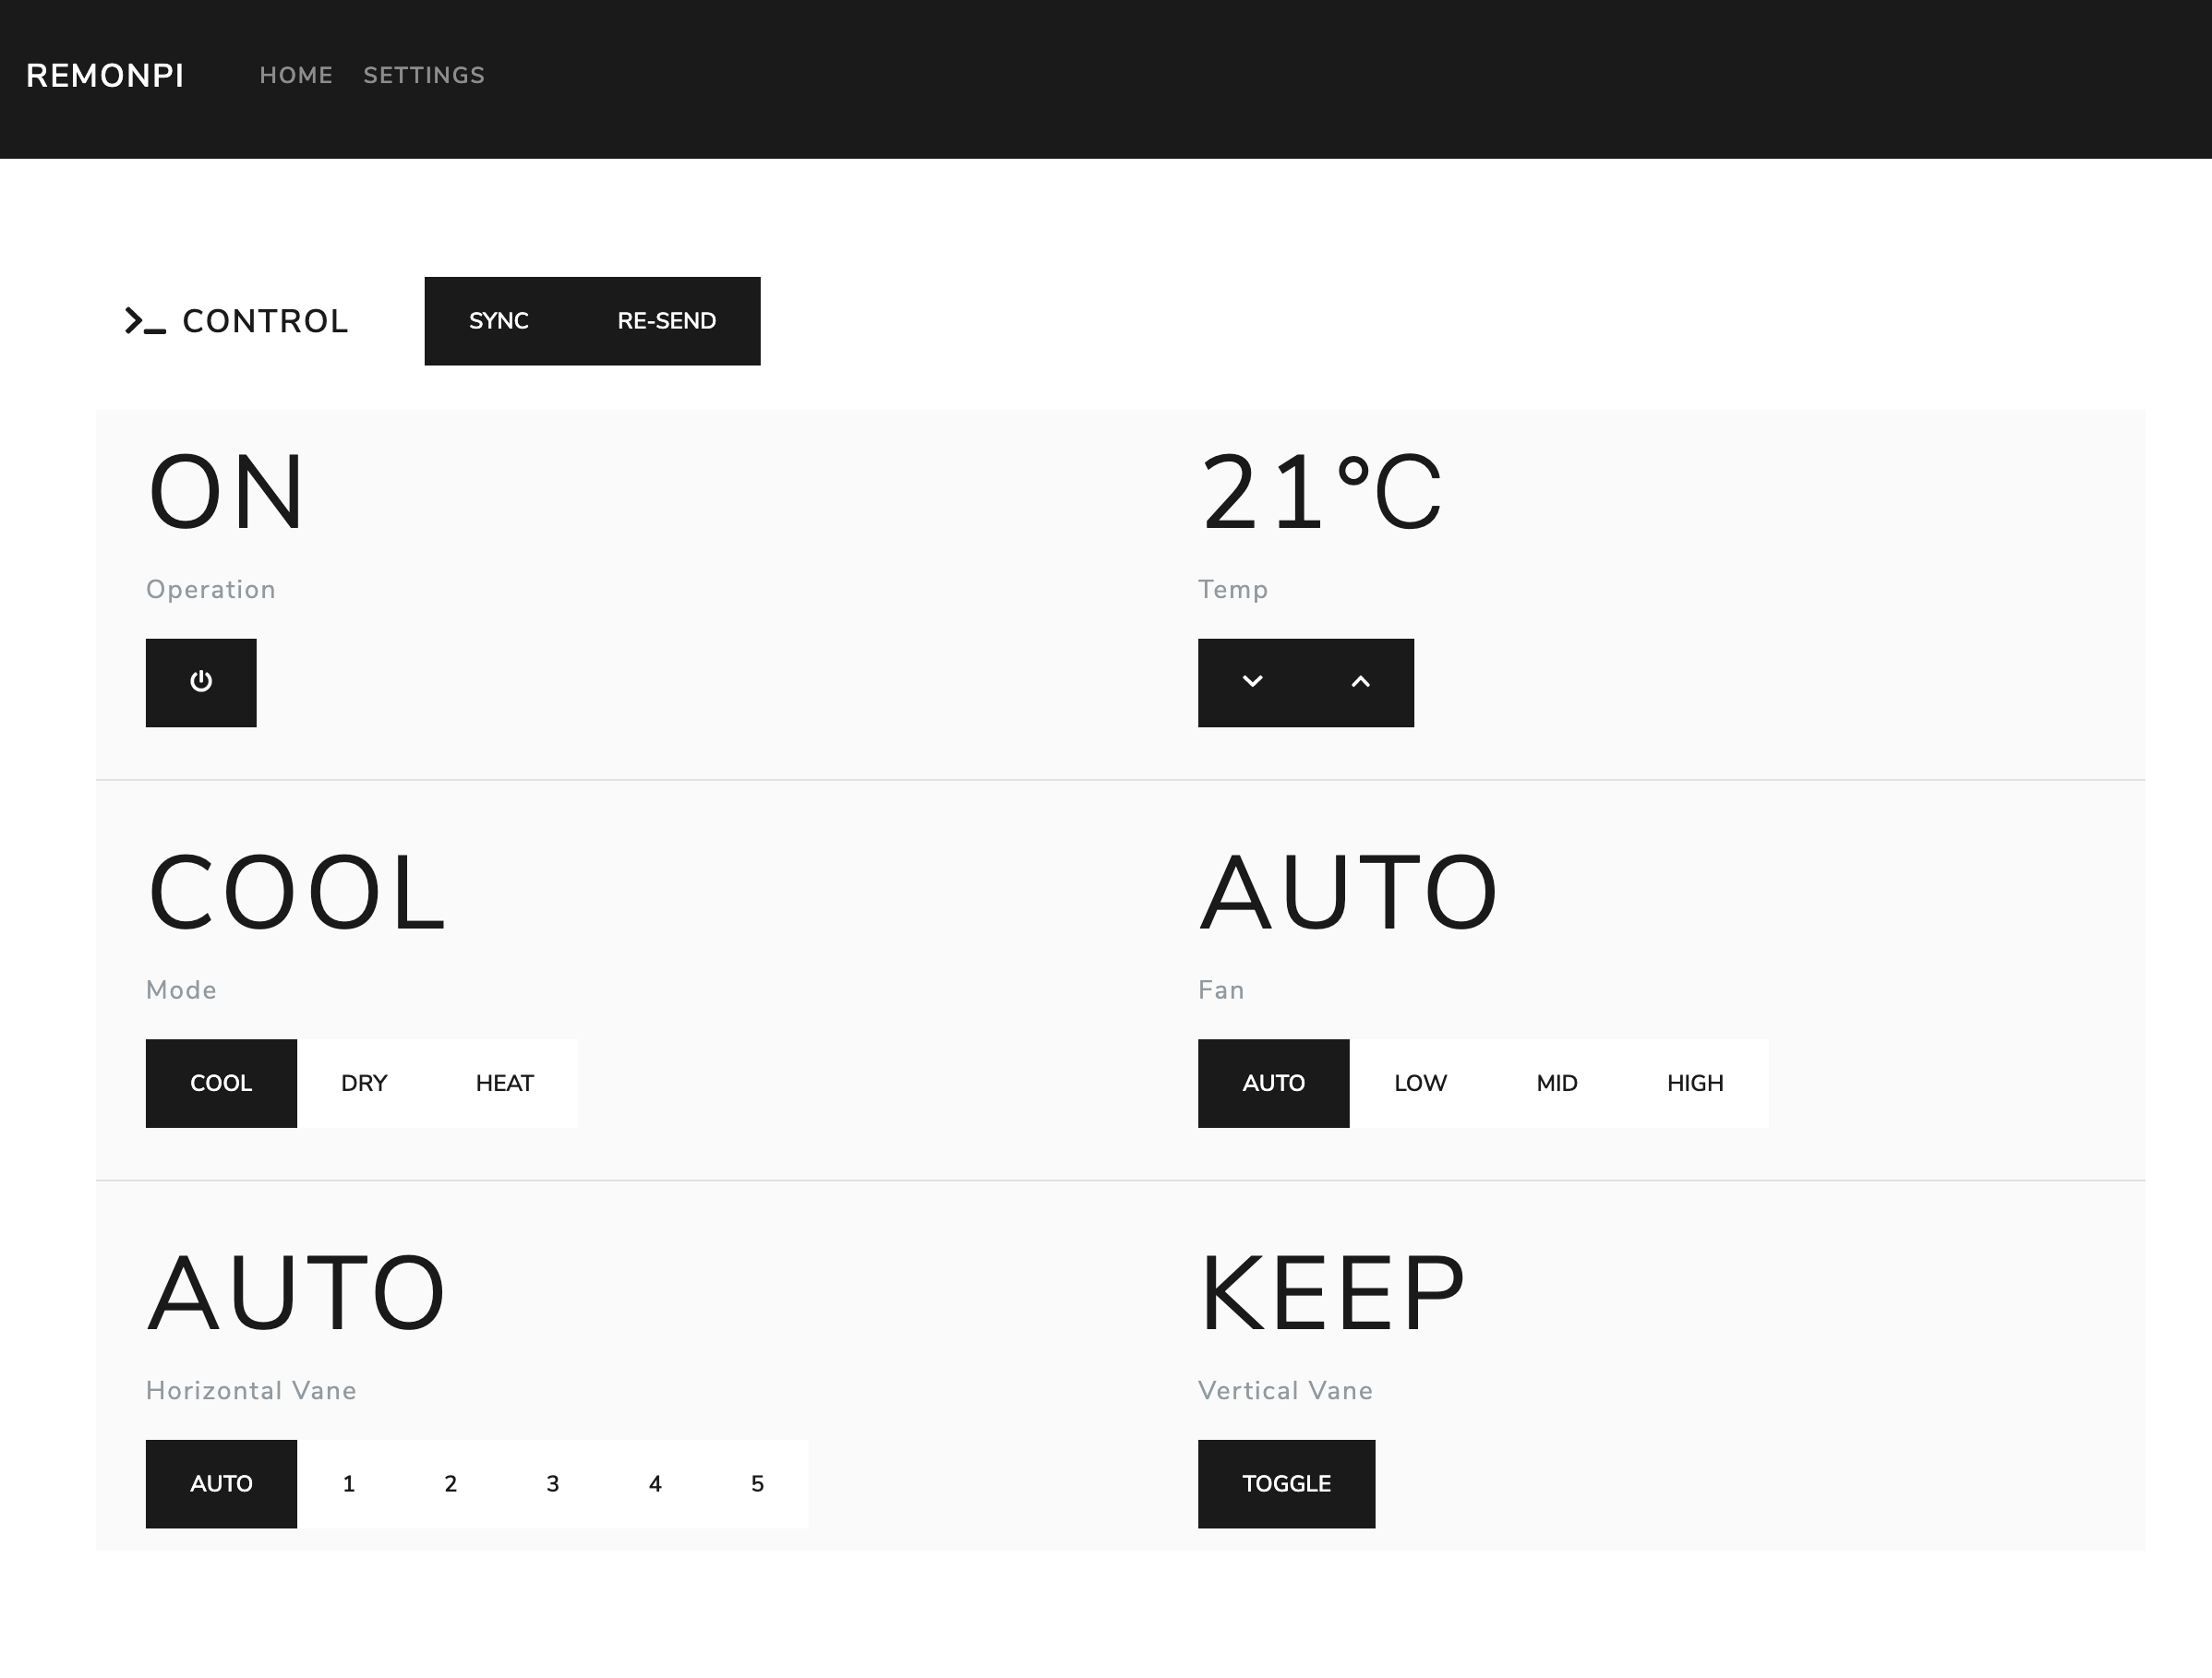 REMONPI HOME SETTINGS
CONTROL SYNC RE-SEND
ON
Operation
21°C
Temp
COOL
Mode
COOL DRY HEAT
AUTO
Fan
AUTO LOW MID HIGH
AUTO
Horizontal Vane
AUTO 1 2 3 4 5
KEEP
Vertical Vane
TOGGLE